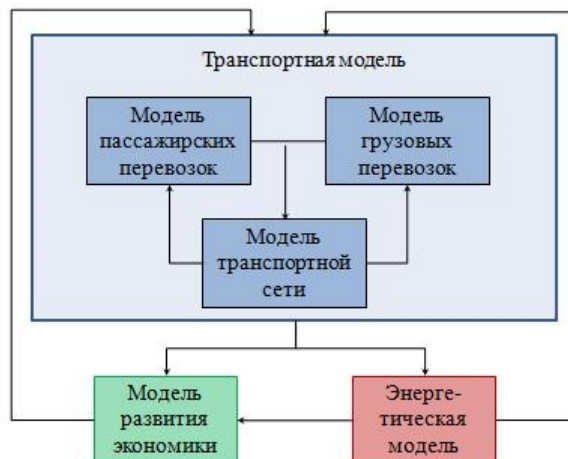 Транспортная модель
Модель
пассажирских
перевозок
Модель
грузовых
перевозок
Модель
транспортной
сети
Модель
развития
экономики
Энерге-
тическая
модель